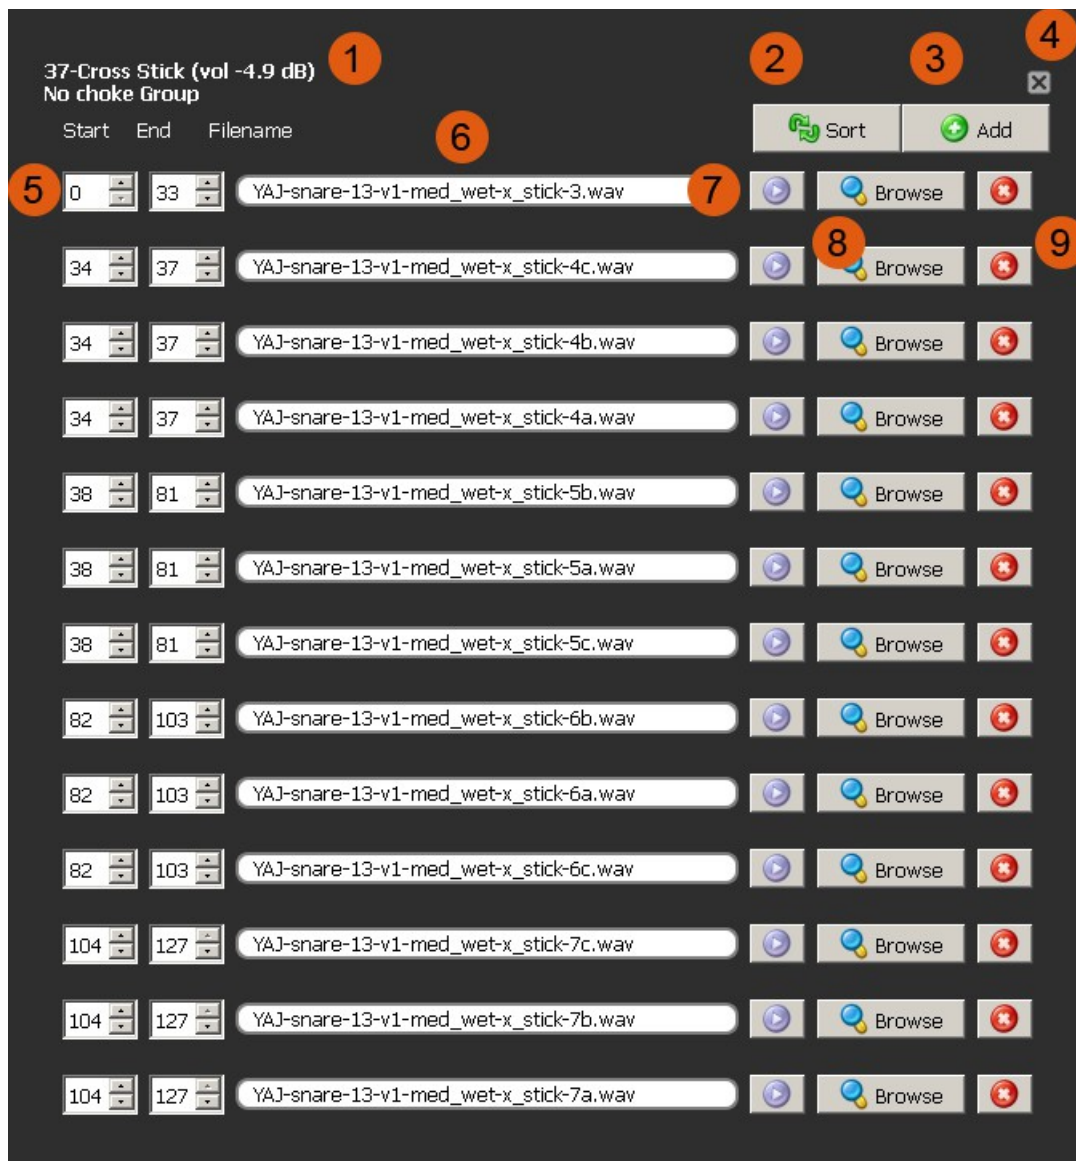 1 2 3 4
37-Cross Stick (vol -4.9 dB)
No choke Group
Start End Filename
6
Sort Add
5 0 33 YAJ-snare-13-v1-med_wet-x_stick-3.wav 7 Browse
34 37 YAJ-snare-13-v1-med_wet-x_stick-4c.wav 8 Browse 9
34 37 YAJ-snare-13-v1-med_wet-x_stick-4b.wav Browse
34 37 YAJ-snare-13-v1-med_wet-x_stick-4a.wav Browse
38 81 YAJ-snare-13-v1-med_wet-x_stick-5b.wav Browse
38 81 YAJ-snare-13-v1-med_wet-x_stick-5a.wav Browse
38 81 YAJ-snare-13-v1-med_wet-x_stick-5c.wav Browse
82 103 YAJ-snare-13-v1-med_wet-x_stick-6b.wav Browse
82 103 YAJ-snare-13-v1-med_wet-x_stick-6a.wav Browse
82 103 YAJ-snare-13-v1-med_wet-x_stick-6c.wav Browse
104 127 YAJ-snare-13-v1-med_wet-x_stick-7c.wav Browse
104 127 YAJ-snare-13-v1-med_wet-x_stick-7b.wav Browse
104 127 YAJ-snare-13-v1-med_wet-x_stick-7a.wav Browse